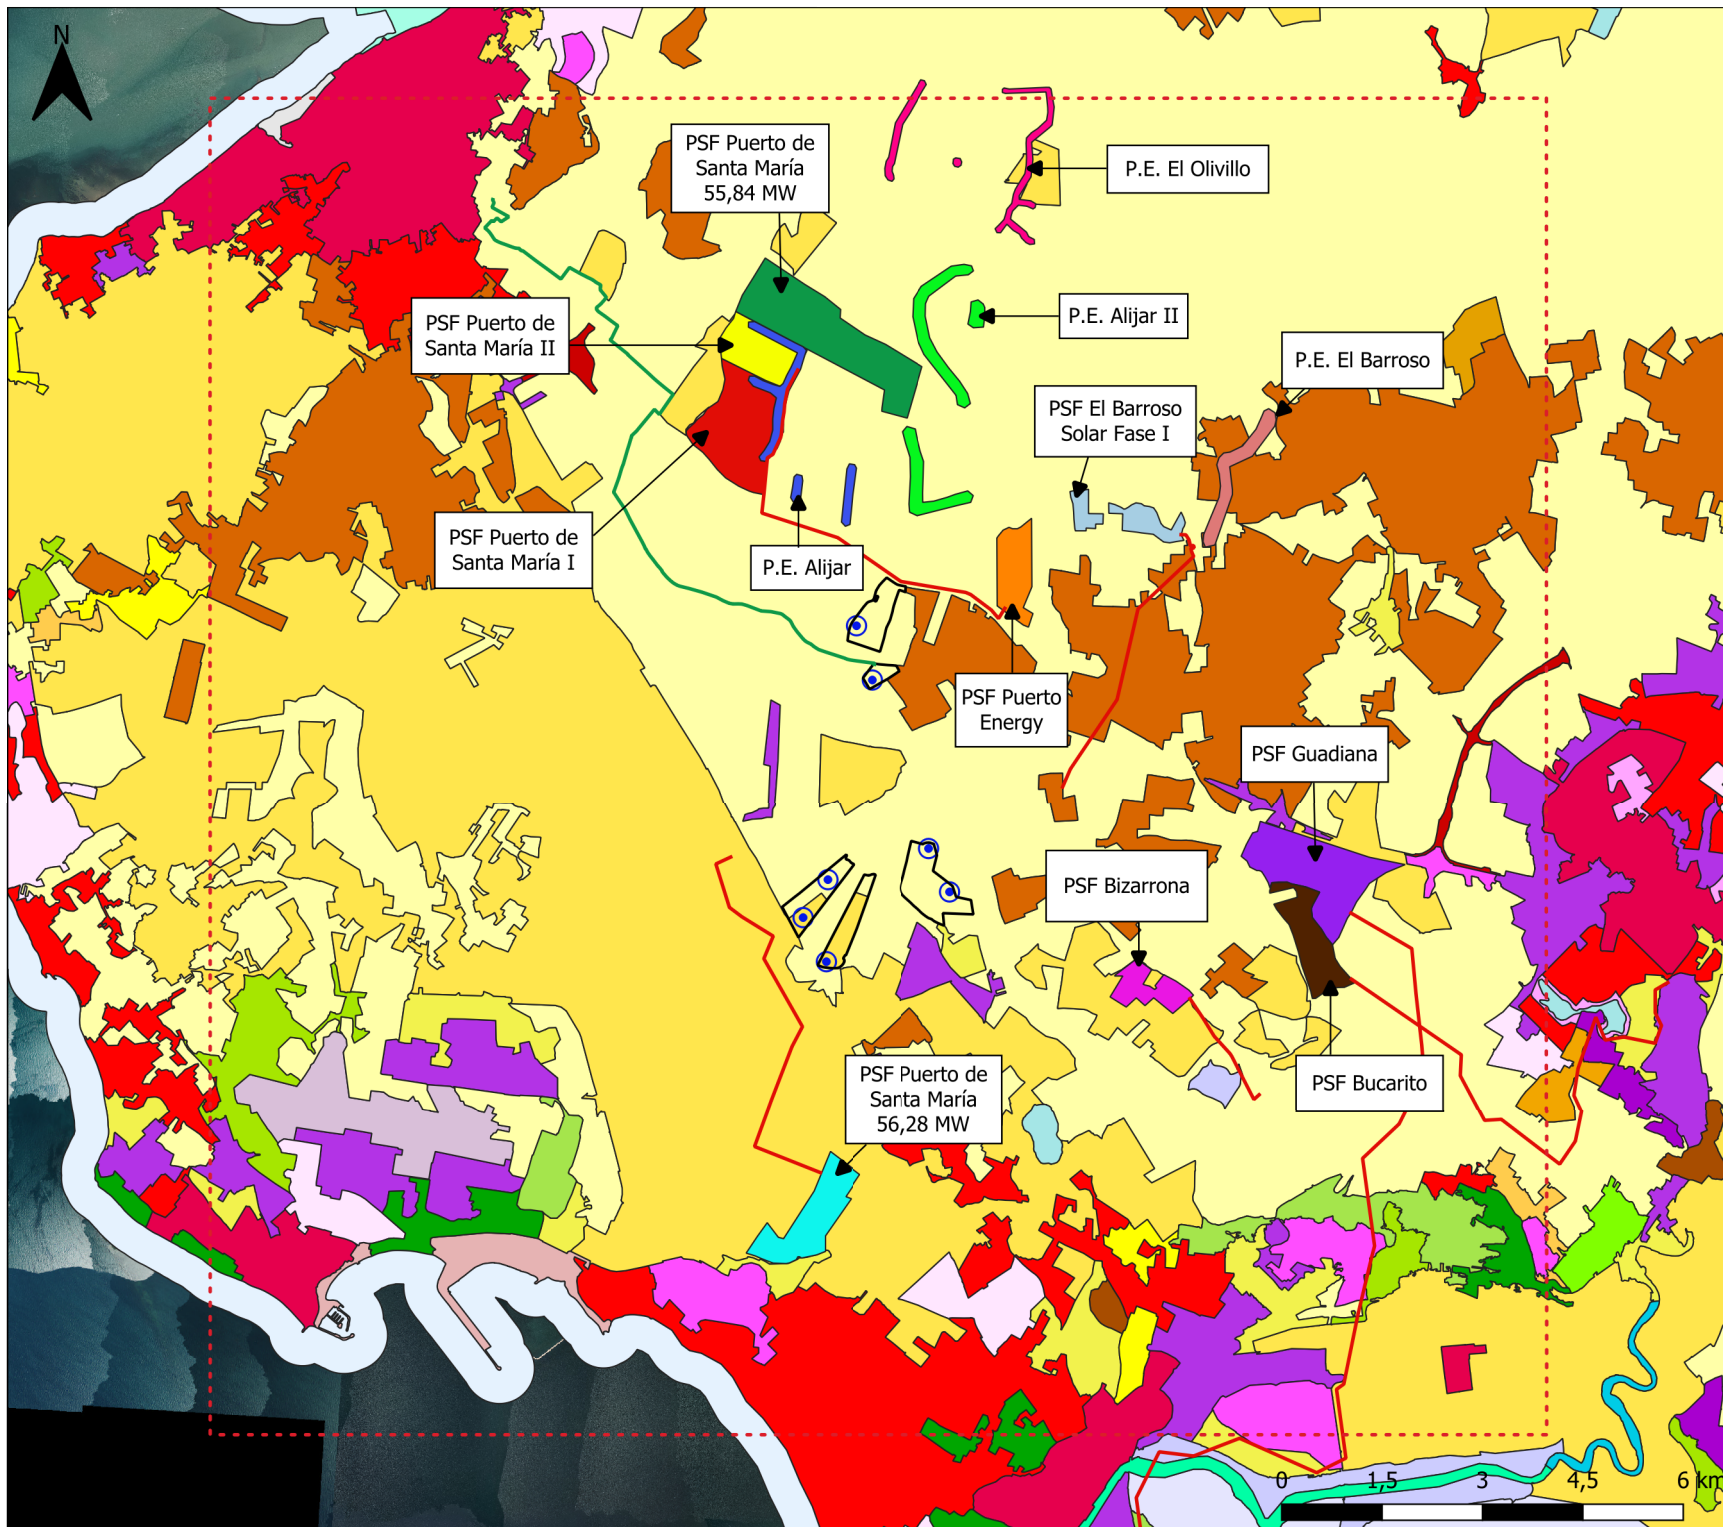 N
PSF Puerto de
Santa María
55,84 MW
P.E. El Olivillo
PSF Puerto de
Santa María II
P.E. Alijar II
P.E. El Barroso
PSF El Barroso
Solar Fase I
PSF Puerto de
Santa María I
P.E. Alijar
PSF Puerto
Energy
PSF Guadiana
PSF Bizarrona
PSF Puerto de
Santa María
56,28 MW
PSF Bucarito
0 1,5 3 4,5 6 km